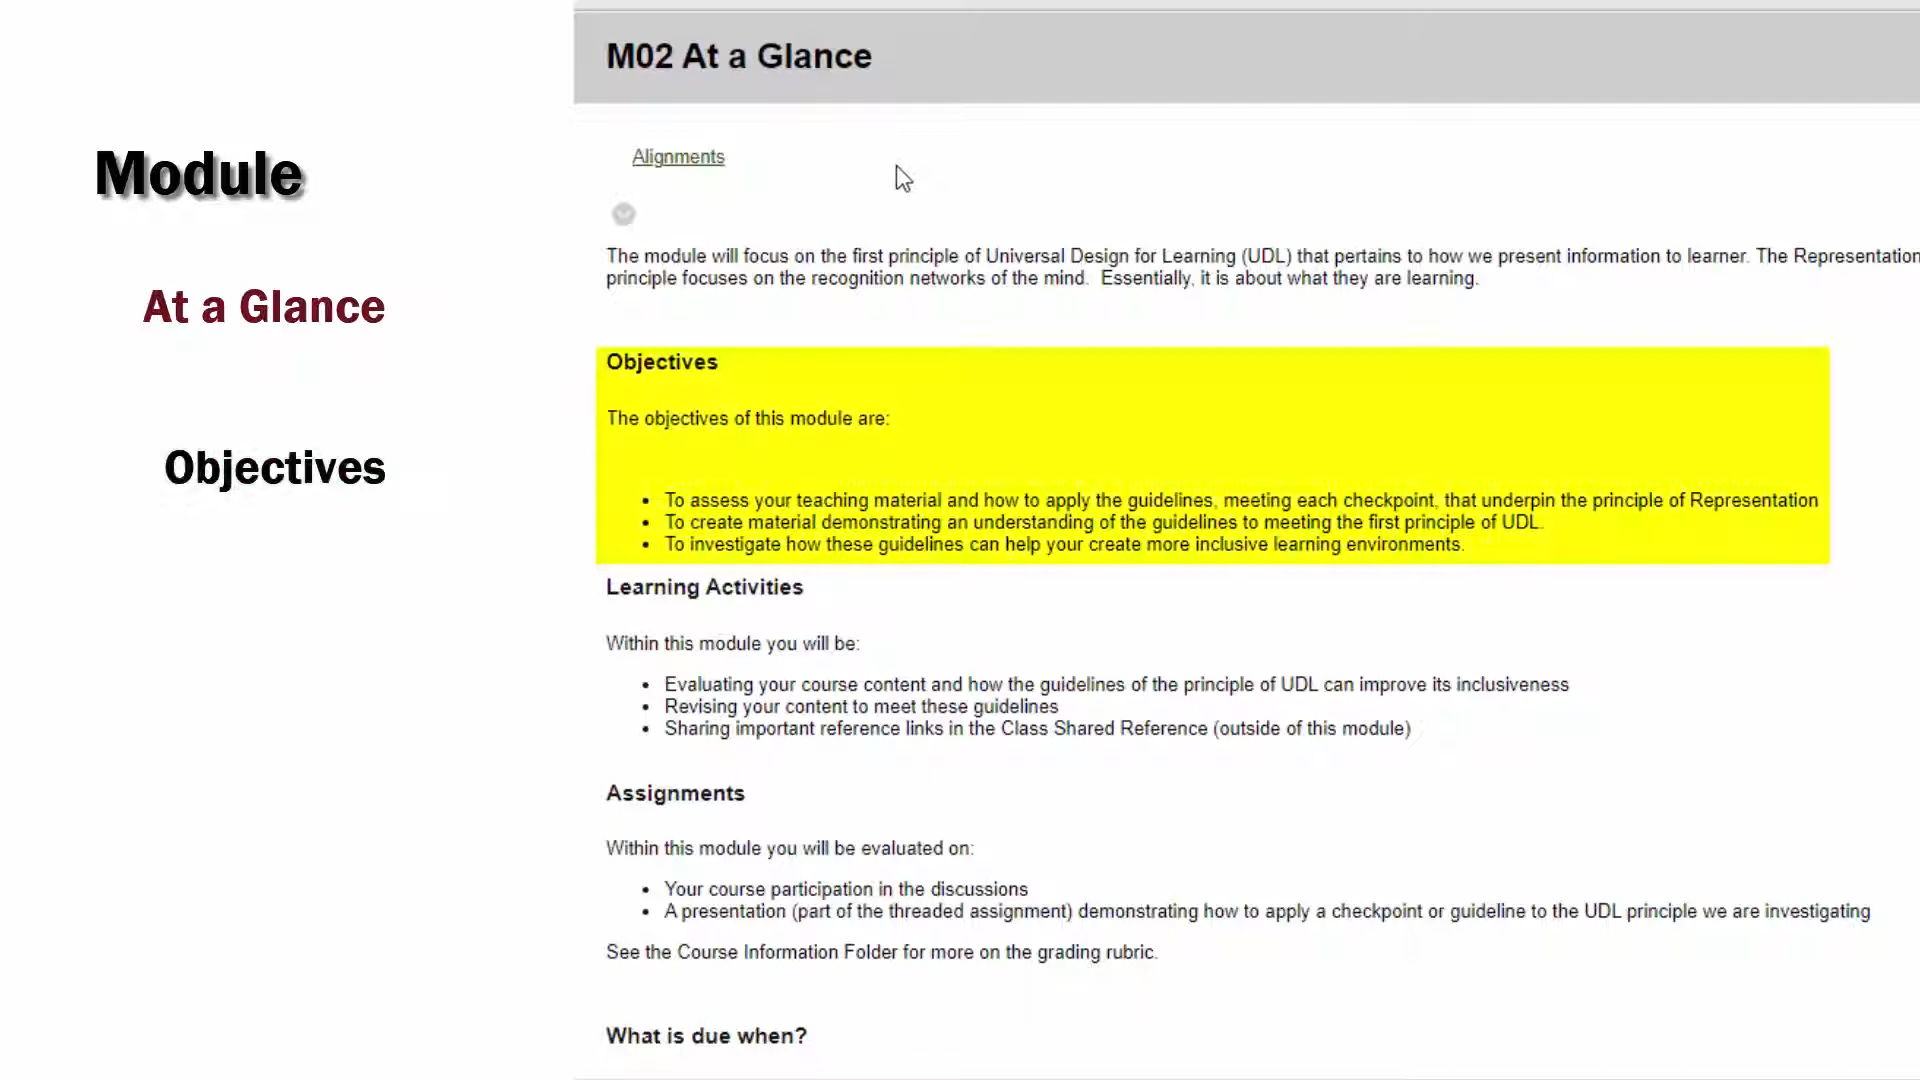 Module
At a Glance
Objectives
M02 At a Glance
Alignments
The module will focus on the first principle of Universal Design for Learning (UDL) that pertains to how we present information to learner. The Representation
principle focuses on the recognition networks of the mind.  Essentially, it is about what they are learning.
Objectives
The objectives of this module are:
• To assess your teaching material and how to apply the guidelines, meeting each checkpoint, that underpin the principle of Representation
• To create material demonstrating an understanding of the guidelines to meeting the first principle of UDL.
• To investigate how these guidelines can help your create more inclusive learning environments.
Learning Activities
Within this module you will be:
• Evaluating your course content and how the guidelines of the principle of UDL can improve its inclusiveness
• Revising your content to meet these guidelines
• Sharing important reference links in the Class Shared Reference (outside of this module)
Assignments
Within this module you will be evaluated on:
• Your course participation in the discussions
• A presentation (part of the threaded assignment) demonstrating how to apply a checkpoint or guideline to the UDL principle we are investigating
See the Course Information Folder for more on the grading rubric.
What is due when?